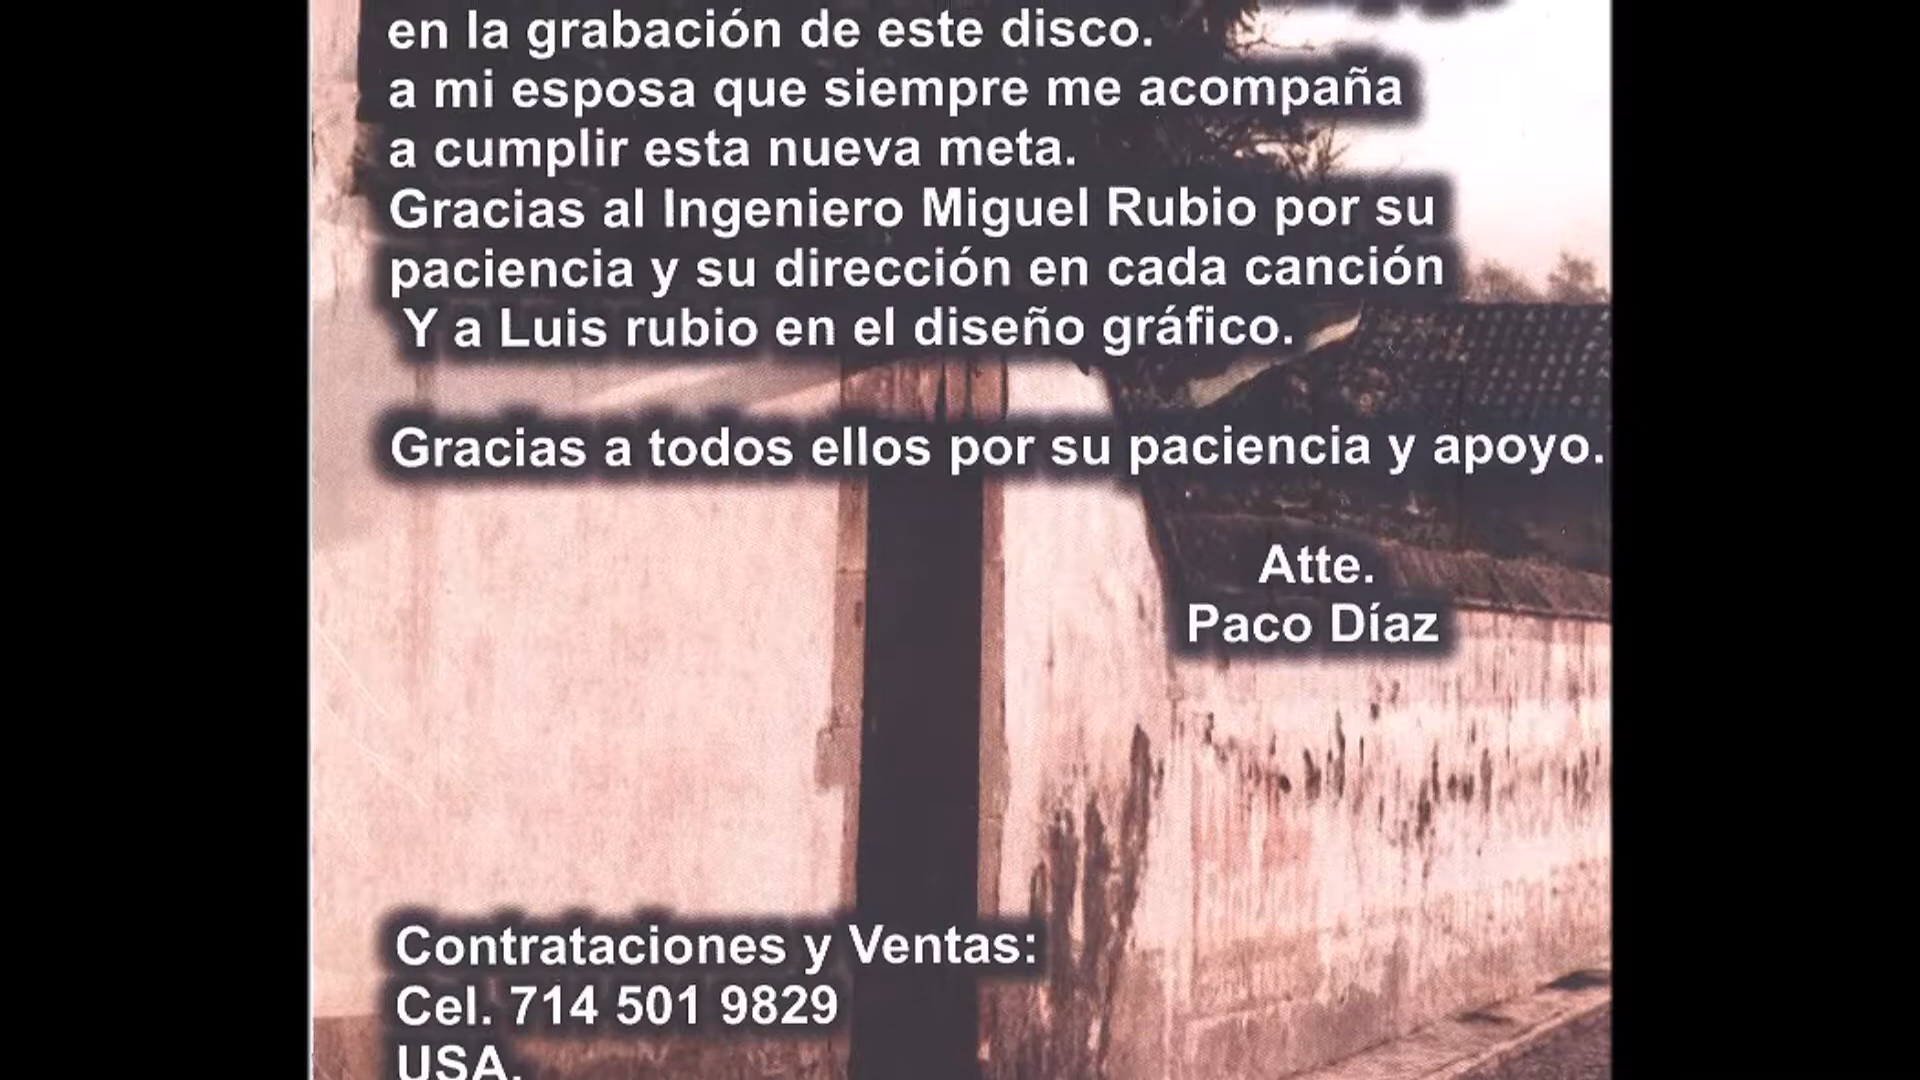 en la grabación de este disco.
a mi esposa que siempre me acompaña
a cumplir esta nueva meta.
Gracias al Ingeniero Miguel Rubio por su
paciencia y su dirección en cada canción
Y a Luis rubio en el diseño gráfico.
Gracias a todos ellos por su paciencia y apoyo.
Atte.
Paco Díaz
Contrataciones y Ventas:
Cel. 714 501 9829
USA.